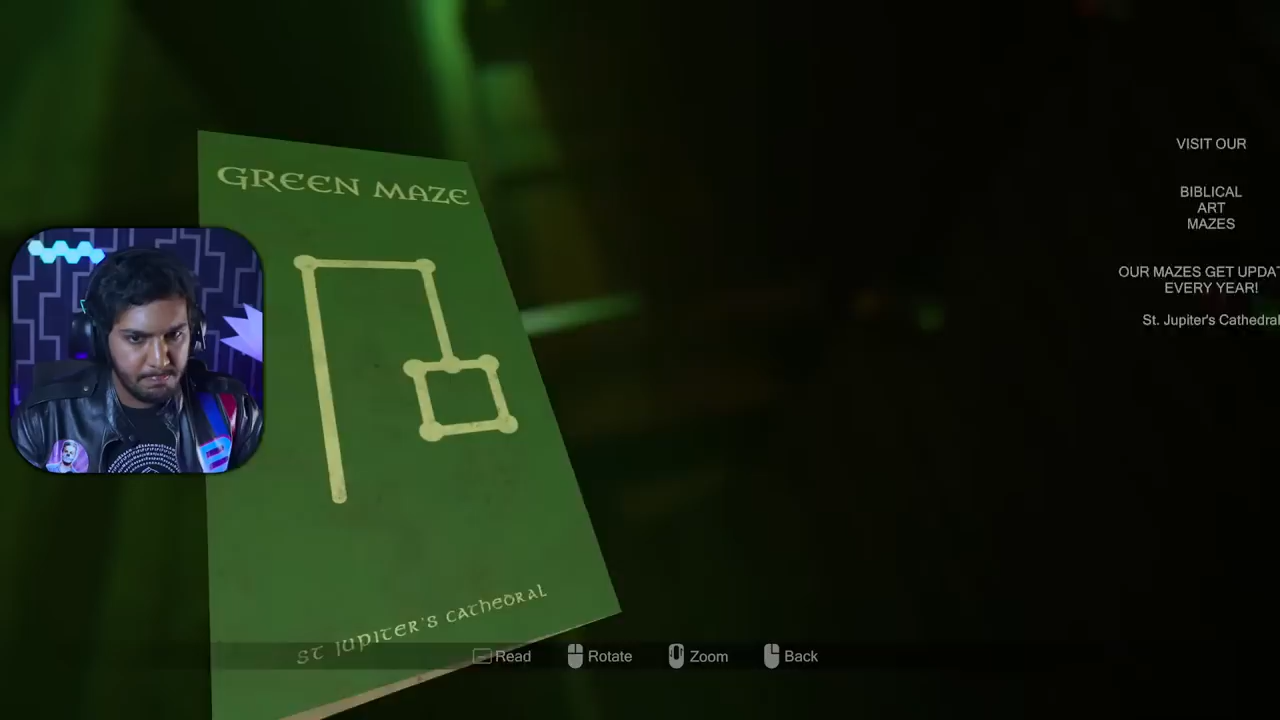 GREEN MAZE
ST JUPITER'S CATHEDRAL
VISIT OUR
BIBLICAL
ART
MAZES
OUR MAZES GET UPDAT
EVERY YEAR!
St. Jupiter's Cathedral
Read Rotate Zoom Back